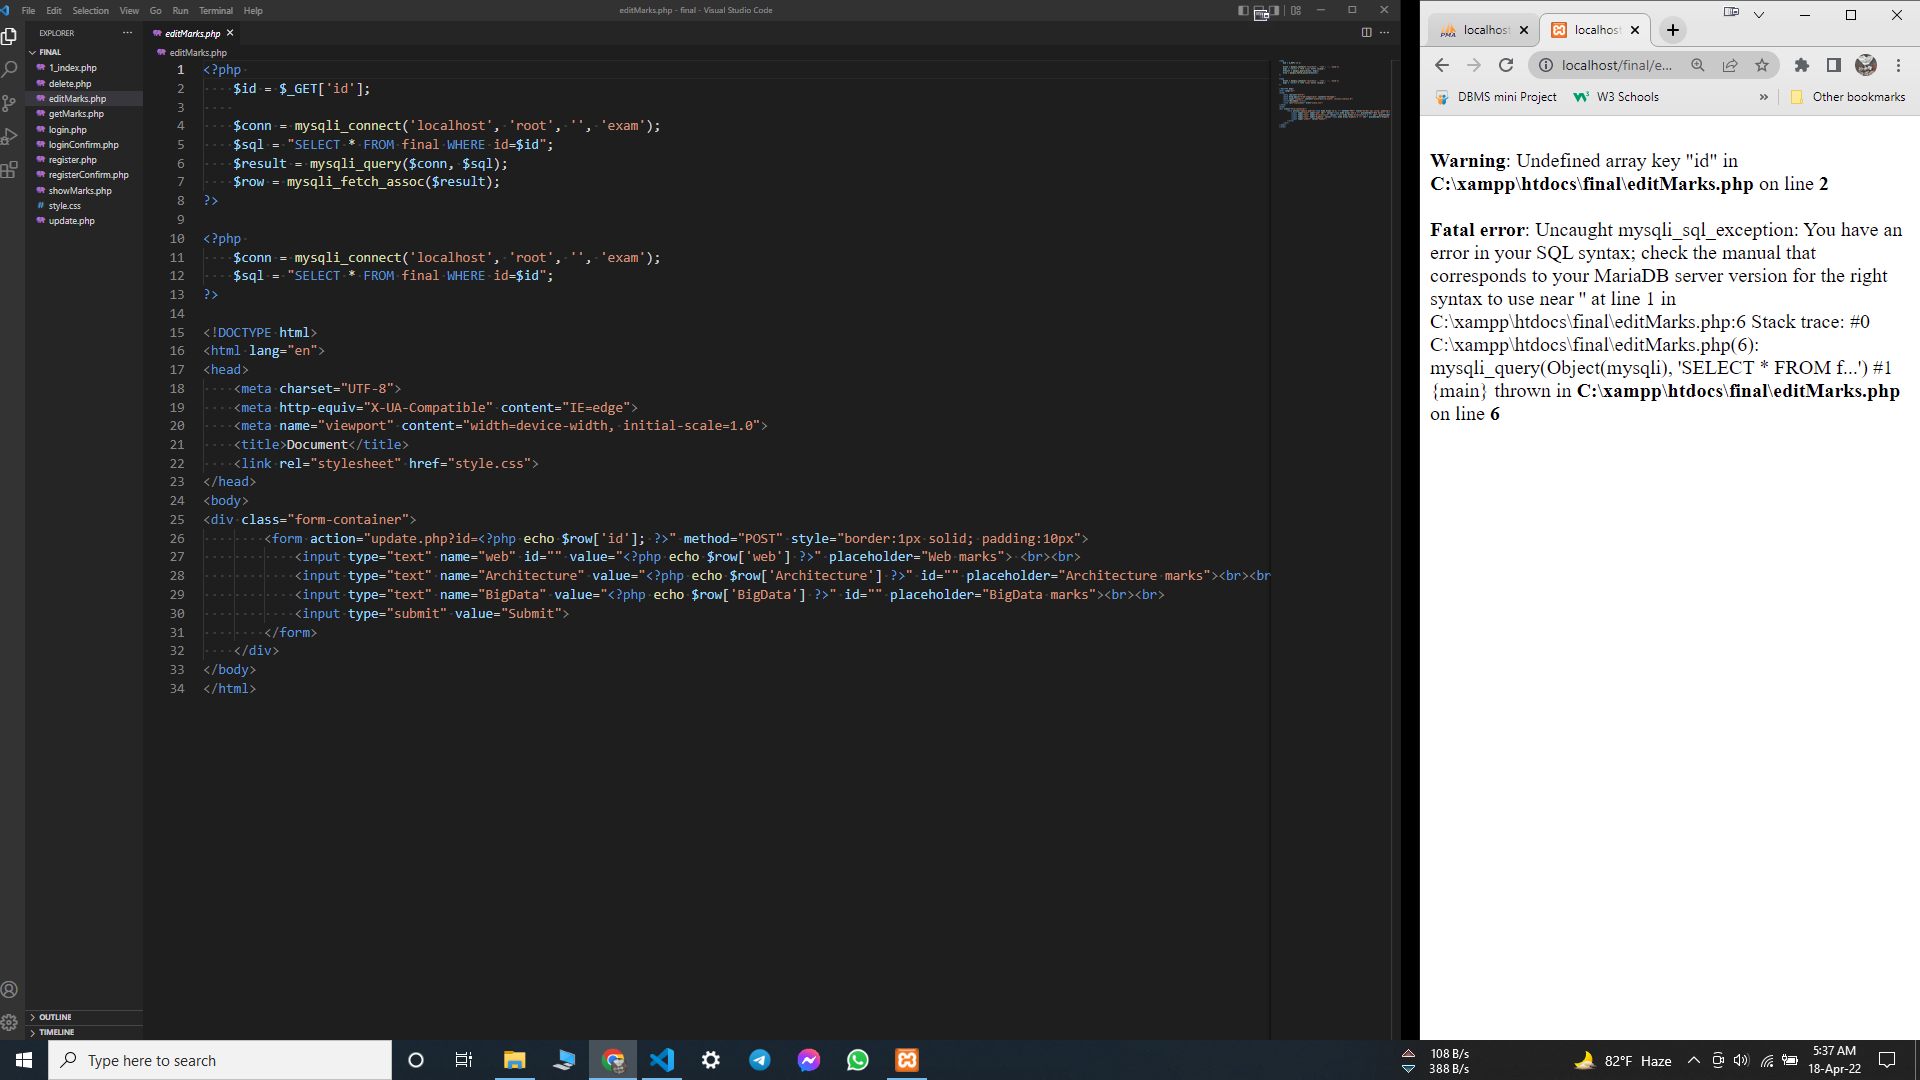 File Edit Selection View Go Run Terminal Help
editMarks.php - final - Visual Studio Code
EXPLORER
FINAL
1_index.php
delete.php
editMarks.php
getMarks.php
login.php
loginConfirm.php
register.php
registerConfirm.php
showMarks.php
style.css
update.php
OUTLINE
TIMELINE
editMarks.php
editMarks.php
1 <?php
2 $id = $_GET['id'];
3
4 $conn = mysqli_connect('localhost', 'root', '', 'exam');
5 $sql = "SELECT * FROM final WHERE id=$id";
6 $result = mysqli_query($conn, $sql);
7 $row = mysqli_fetch_assoc($result);
8 ?>
9
10 <?php
11 $conn = mysqli_connect('localhost', 'root', '', 'exam');
12 $sql = "SELECT * FROM final WHERE id=$id";
13 ?>
14
15 <!DOCTYPE html>
16 <html lang="en">
17 <head>
18 <meta charset="UTF-8">
19 <meta http-equiv="X-UA-Compatible" content="IE=edge">
20 <meta name="viewport" content="width=device-width, initial-scale=1.0">
21 <title>Document</title>
22 <link rel="stylesheet" href="style.css">
23 </head>
24 <body>
25 <div class="form-container">
26 <form action="update.php?id=<?php echo $row['id']; ?>" method="POST" style="border:1px solid; padding:10px">
27 <input type="text" name="web" id="" value="<?php echo $row['web'] ?>" placeholder="Web marks"> <br><br>
28 <input type="text" name="Architecture" value="<?php echo $row['Architecture'] ?>" id="" placeholder="Architecture marks"><br><br
29 <input type="text" name="BigData" value="<?php echo $row['BigData'] ?>" id="" placeholder="BigData marks"><br><br>
30 <input type="submit" value="Submit">
31 </form>
32 </div>
33 </body>
34 </html>
PMA localhos
localhos
localhost/final/e...
DBMS mini Project W3 Schools » Other bookmarks
Warning: Undefined array key "id" in
C:\xampp\htdocs\final\editMarks.php on line 2
Fatal error: Uncaught mysqli_sql_exception: You have an
error in your SQL syntax; check the manual that
corresponds to your MariaDB server version for the right
syntax to use near '' at line 1 in
C:\xampp\htdocs\final\editMarks.php:6 Stack trace: #0
C:\xampp\htdocs\final\editMarks.php(6):
mysqli_query(Object(mysqli), 'SELECT * FROM f...') #1
{main} thrown in C:\xampp\htdocs\final\editMarks.php
on line 6
Type here to search
108 B/s
388 B/s
82°F Haze
5:37 AM
18-Apr-22